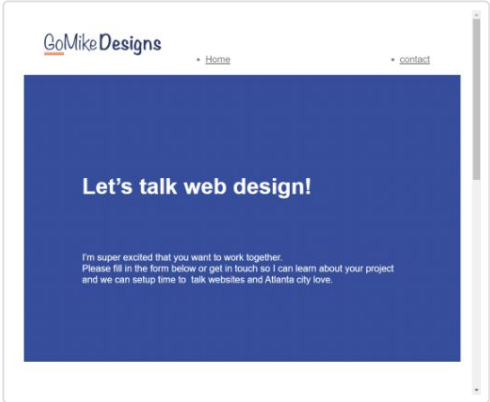 GoMikeDesigns
• Home • contact
Let's talk web design!
I'm super excited that you want to work together.
Please fill in the form below or get in touch so I can learn about your project
and we can setup time to  talk websites and Atlanta city love.